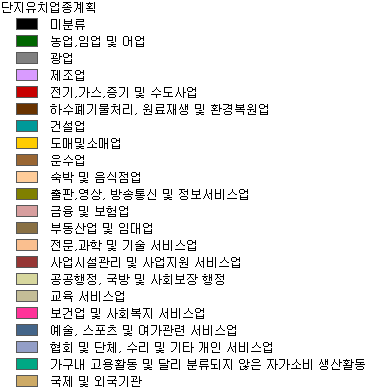 단지유치업종계획
미분류
농업,임업 및 어업
광업
제조업
전기,가스,증기 및 수도사업
하수폐기물처리, 원료재생 및 환경복원업
건설업
도매및소매업
운수업
숙박 및 음식점업
출판,영상, 방송통신 및 정보서비스업
금융 및 보험업
부동산업 및 임대업
전문,과학 및 기술 서비스업
사업시설관리 및 사업지원 서비스업
공공행정, 국방 및 사회보장 행정
교육 서비스업
보건업 및 사회복지 서비스업
예술, 스포츠 및 여가관련 서비스업
협회 및 단체, 수리 및 기타 개인 서비스업
가구내 고용활동 및 달리 분류되지 않은 자가소비 생산활동
국제 및 외국기관